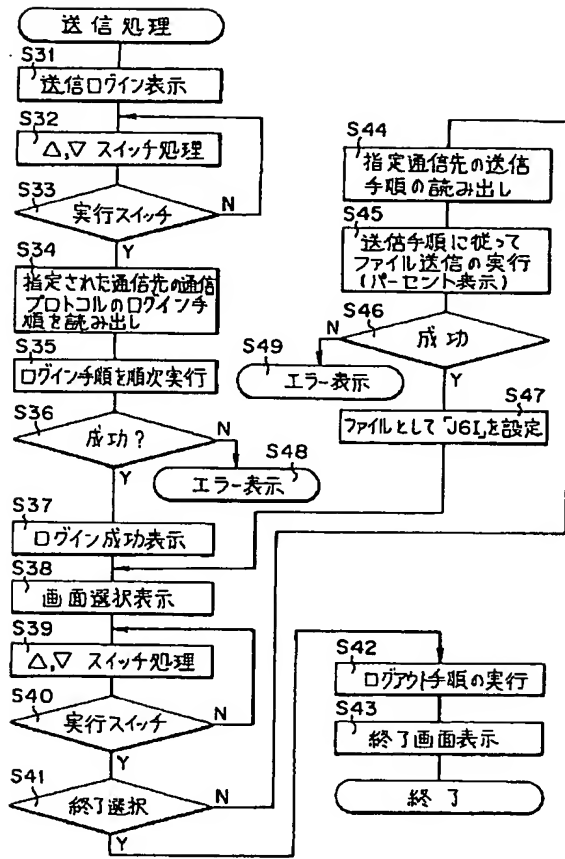 送信処理
S31
送信ログイン表示
S32
△,▽ スイッチ処理
S33
実行スイッチ
N
Y
S34
指定された通信先の通信
プロトコルのログイン手
順を読み出し
S35
ログイン手順を順次実行
S36
成功?
N
Y
S48
エラー表示
S37
ログイン成功表示
S38
画面選択表示
S39
△,▽ スイッチ処理
S40
実行スイッチ
N
Y
S41
終了選択
N
Y
S44
指定通信先の送信
手順の読み出し
S45
送信手順に従って
ファイル送信の実行
(パーセント表示)
S46
成功
N
Y
S49
エラー表示
S47
ファイルとして「J6I」を設定
S42
ログアウト手順の実行
S43
終了画面表示
終了